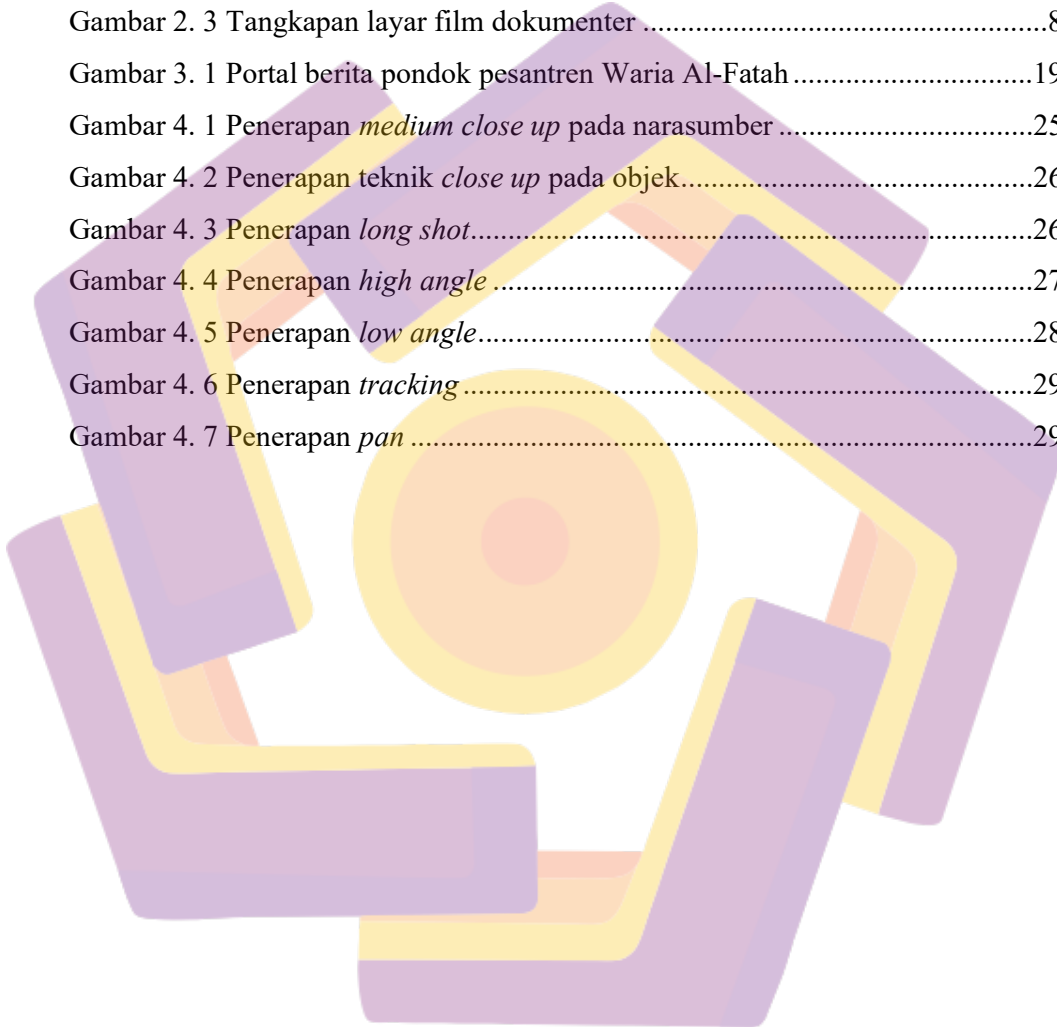 Gambar 2. 3 Tangkapan layar film dokumenter ..........................................................8
Gambar 3. 1 Portal berita pondok pesantren Waria Al-Fatah ..................................19
Gambar 4. 1 Penerapan medium close up pada narasumber ....................................25
Gambar 4. 2 Penerapan teknik close up pada objek..................................................26
Gambar 4. 3 Penerapan long shot..............................................................................26
Gambar 4. 4 Penerapan high angle ...........................................................................27
Gambar 4. 5 Penerapan low angle.............................................................................28
Gambar 4. 6 Penerapan tracking ...............................................................................29
Gambar 4. 7 Penerapan pan ......................................................................................29